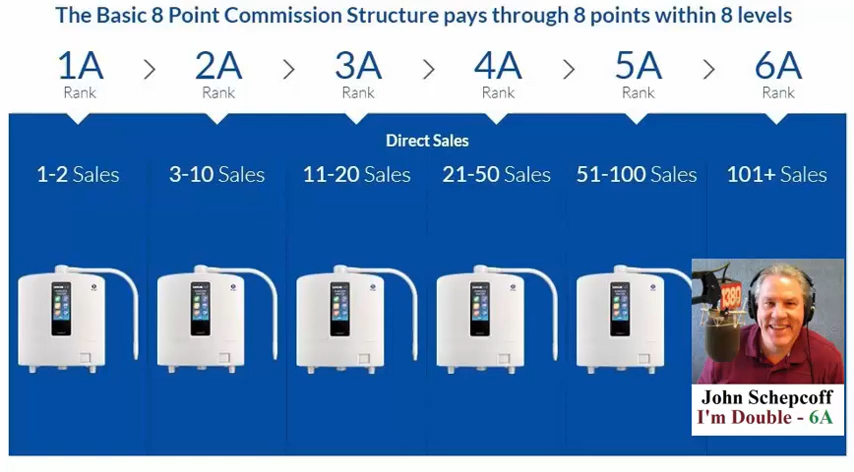 The Basic 8 Point Commission Structure pays through 8 points within 8 levels
1A > 2A > 3A > 4A > 5A > 6A
Rank Rank Rank Rank Rank Rank
Direct Sales
1-2 Sales 3-10 Sales 11-20 Sales 21-50 Sales 51-100 Sales 101+ Sales
1380
John Schepcoff
I'm Double - 6A